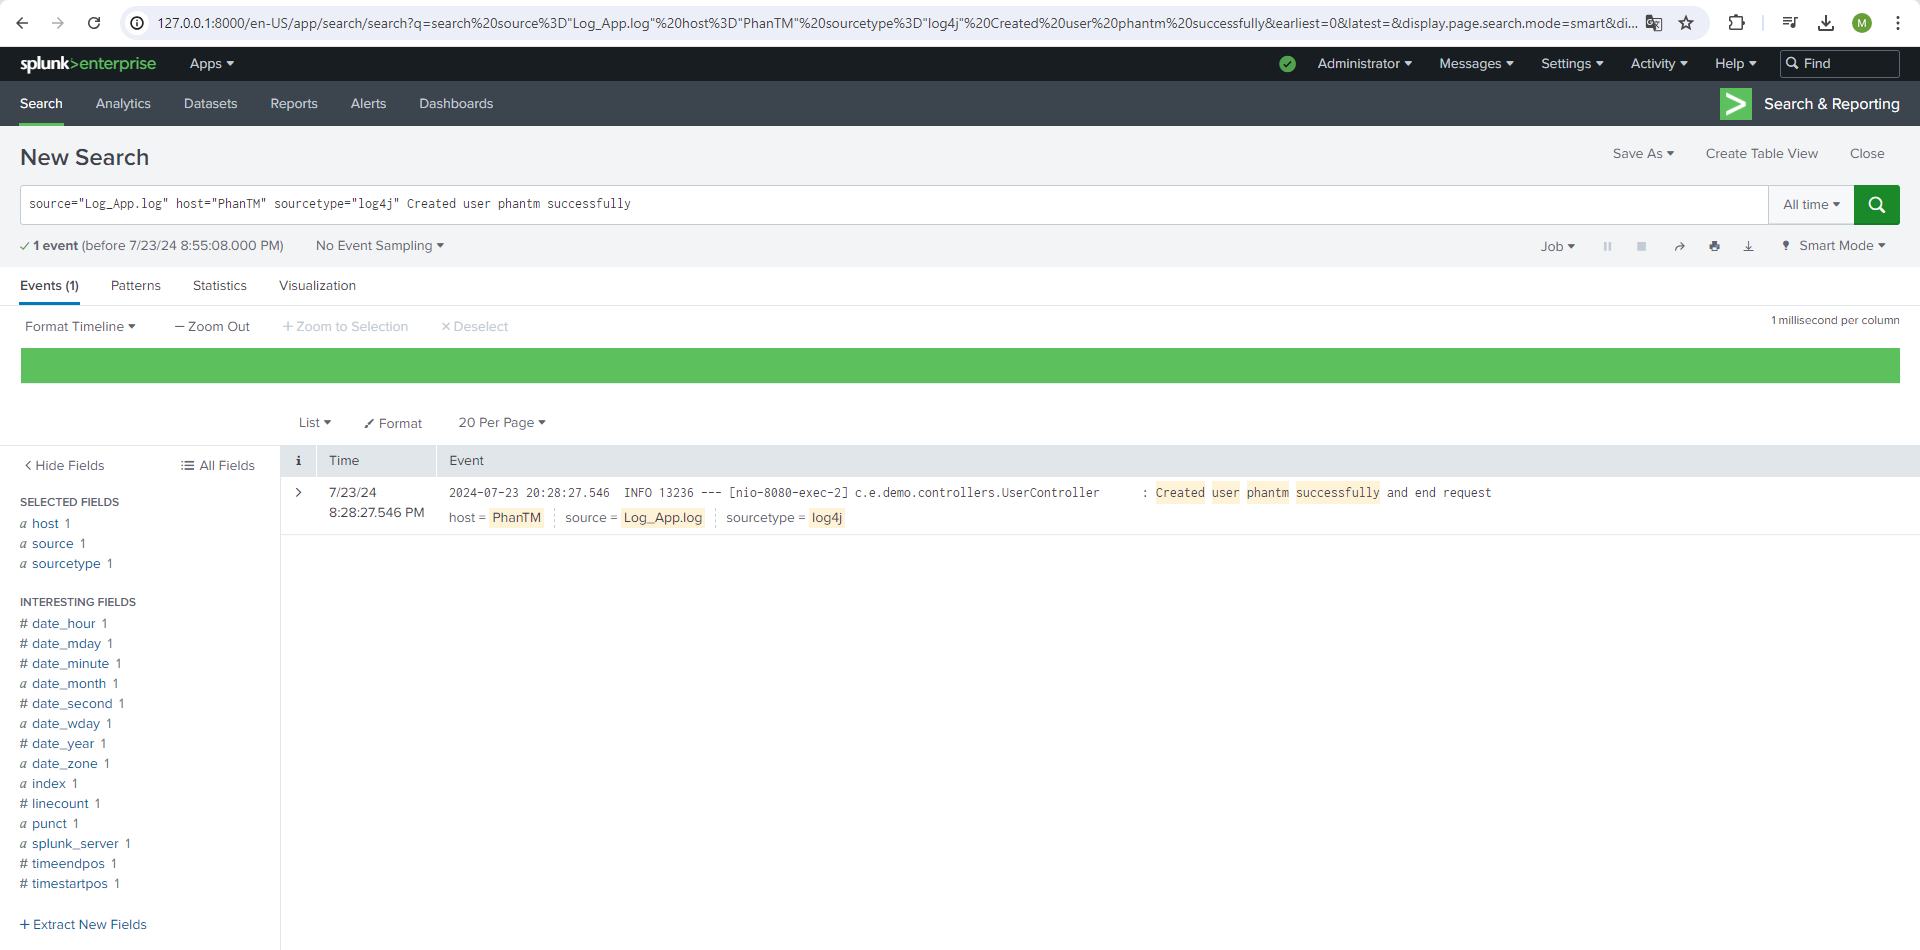 127.0.0.1:8000/en-US/app/search/search?q=search%20source%3D"Log_App.log"%20host%3D"PhanTM"%20sourcetype%3D"log4j"%20Created%20user%20phantm%20successfully&earliest=0&latest=&display.page.search.mode=smart&di...
M
splunk>enterprise Apps Administrator Messages Settings Activity Help Find
Search Analytics Datasets Reports Alerts Dashboards Search & Reporting
New Search Save As Create Table View Close
source="Log_App.log" host="PhanTM" sourcetype="log4j" Created user phantm successfully All time
1 event (before 7/23/24 8:55:08.000 PM) No Event Sampling Job Smart Mode
Events (1) Patterns Statistics Visualization
Format Timeline Zoom Out + Zoom to Selection × Deselect 1 millisecond per column
List Format 20 Per Page
Hide Fields All Fields
i Time Event
SELECTED FIELDS
a host 1
a source 1
a sourcetype 1
INTERESTING FIELDS
# date_hour 1
# date_mday 1
# date_minute 1
a date_month 1
# date_second 1
a date_wday 1
# date_year 1
a date_zone 1
a index 1
# linecount 1
a punct 1
a splunk_server 1
# timeendpos 1
# timestartpos 1
+ Extract New Fields
7/23/24
8:28:27.546 PM
2024-07-23 20:28:27.546 INFO 13236 --- [nio-8080-exec-2] c.e.demo.controllers.UserController : Created user phantm successfully and end request
host = PhanTM source = Log_App.log sourcetype = log4j